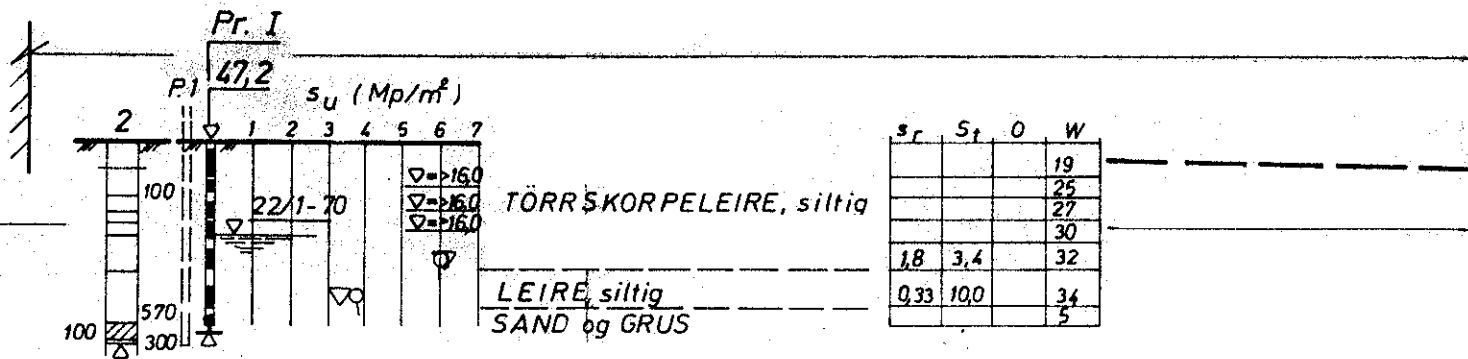 Pr. I
47,2
P.1
s_u (Mp/m²)
2
1 2 3 4 5 6 7
s_r S_t O W
19
100
▽=>16,0
25
22/1-70
▽=>16,0
TÖRRSKORPELEIRE, siltig
27
▽=>16,0
30
1,8 3,4 32
LEIRE, siltig
0,33 10,0 34
570
SAND og GRUS
5
100
300